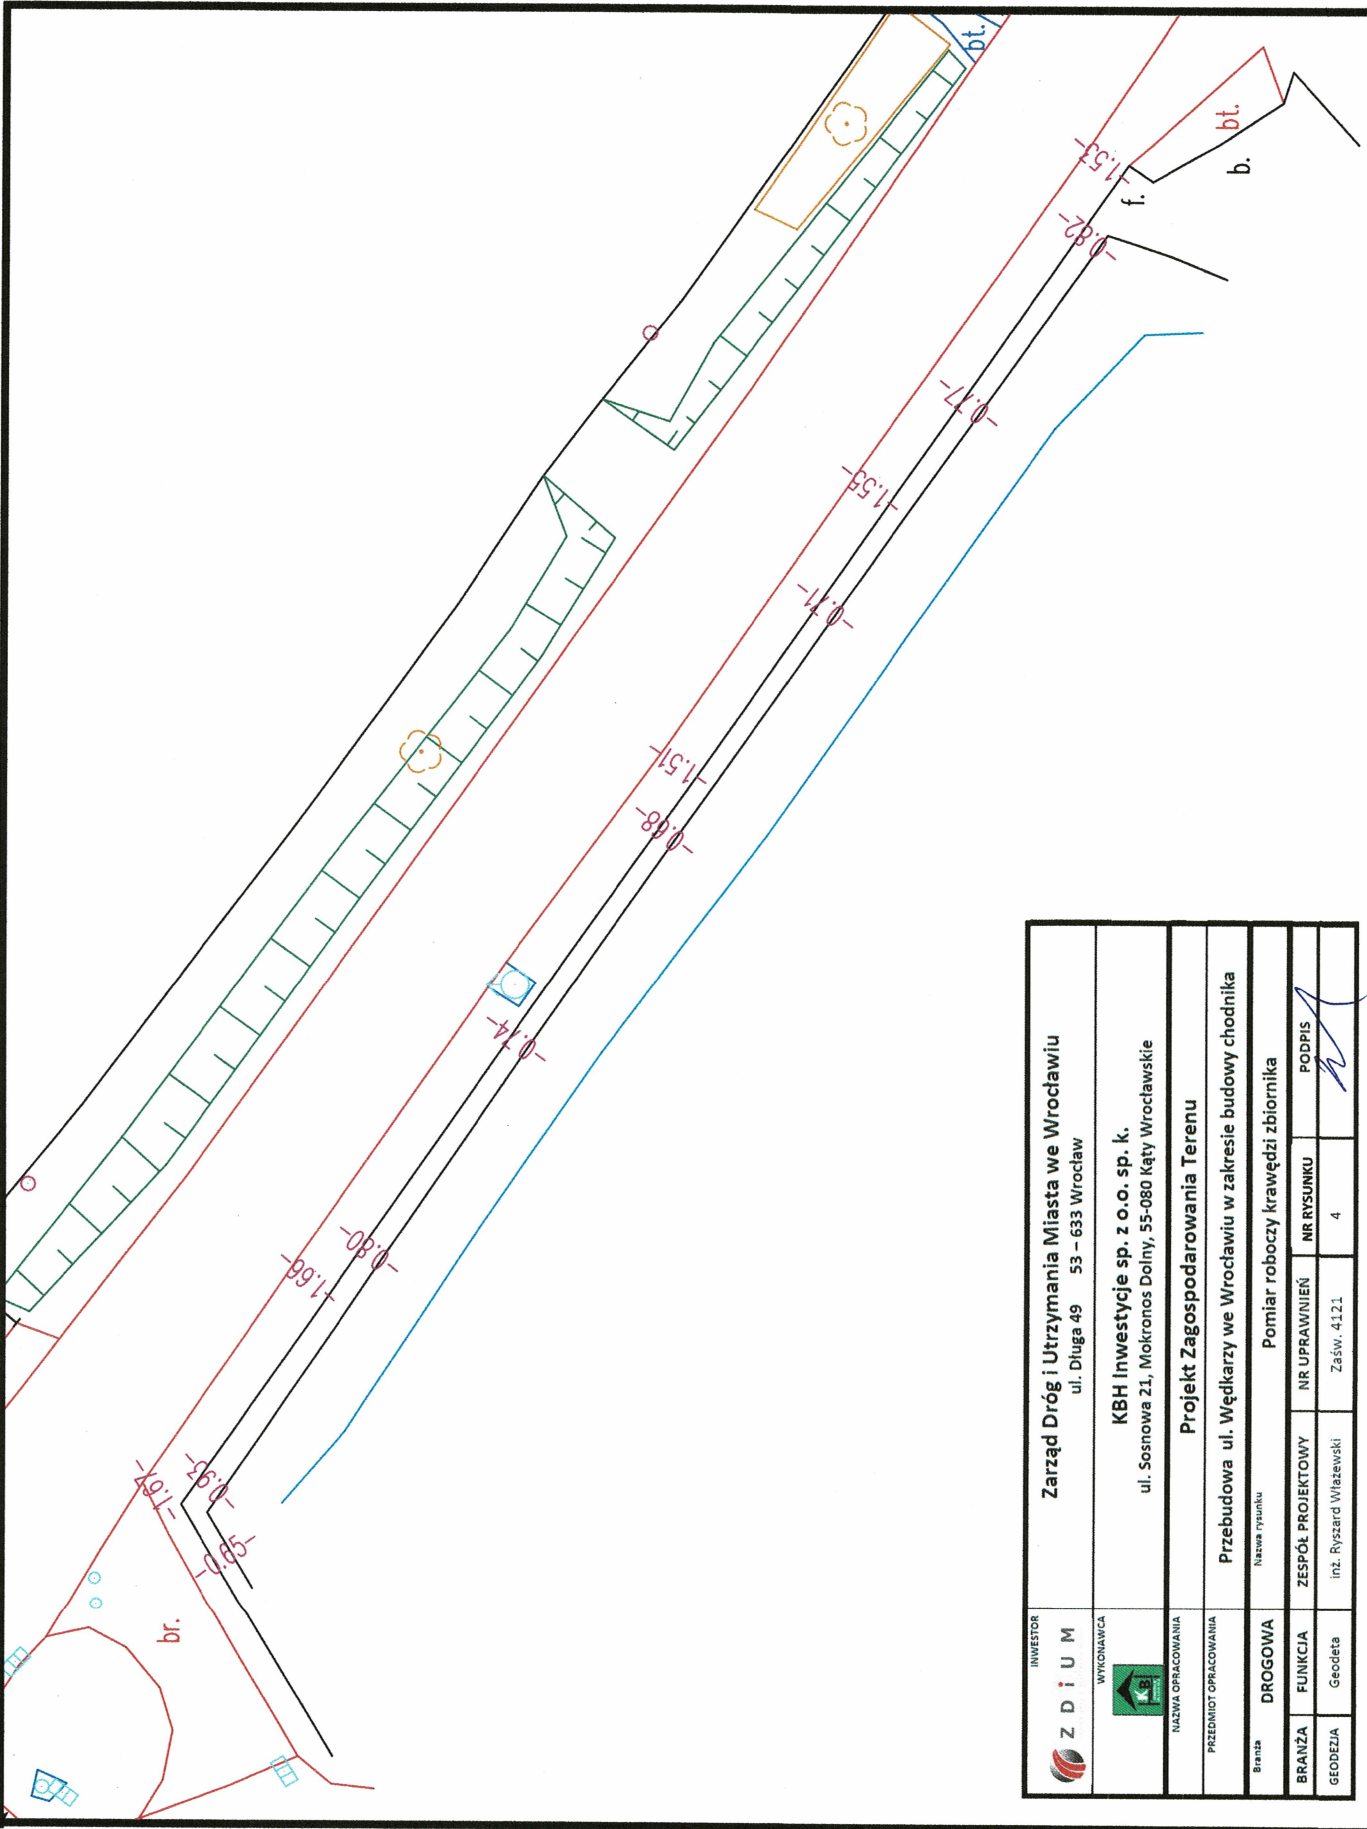 bt.
-1.53-
f.
bt.
b.
-0.82-
-0.77-
-1.55-
-0.71-
-1.51-
-0.68-
-0.74-
-0.80-
-1.66-
-1.67-
-0.93-
br.
INWESTOR
ZDiUM
Zarząd Dróg i Utrzymania Miasta we Wrocławiu
ul. Długa 49 53 – 633 Wrocław
WYKONAWCA
KB
KBH Inwestycje sp. z o.o. sp. k.
ul. Sosnowa 21, Mokronos Dolny, 55-080 Kąty Wrocławskie
NAZWA OPRACOWANIA
Projekt Zagospodarowania Terenu
PRZEDMIOT OPRACOWANIA
Przebudowa ul. Wędkarzy we Wrocławiu w zakresie budowy chodnika
Branża
DROGOWA
Nazwa rysunku
Pomiar roboczy krawędzi zbiornika
BRANŻA FUNKCJA ZESPÓŁ PROJEKTOWY NR UPRAWNIEŃ NR RYSUNKU PODPIS
GEODEZJA Geodeta inż. Ryszard Włażewski Zaśw. 4121 4